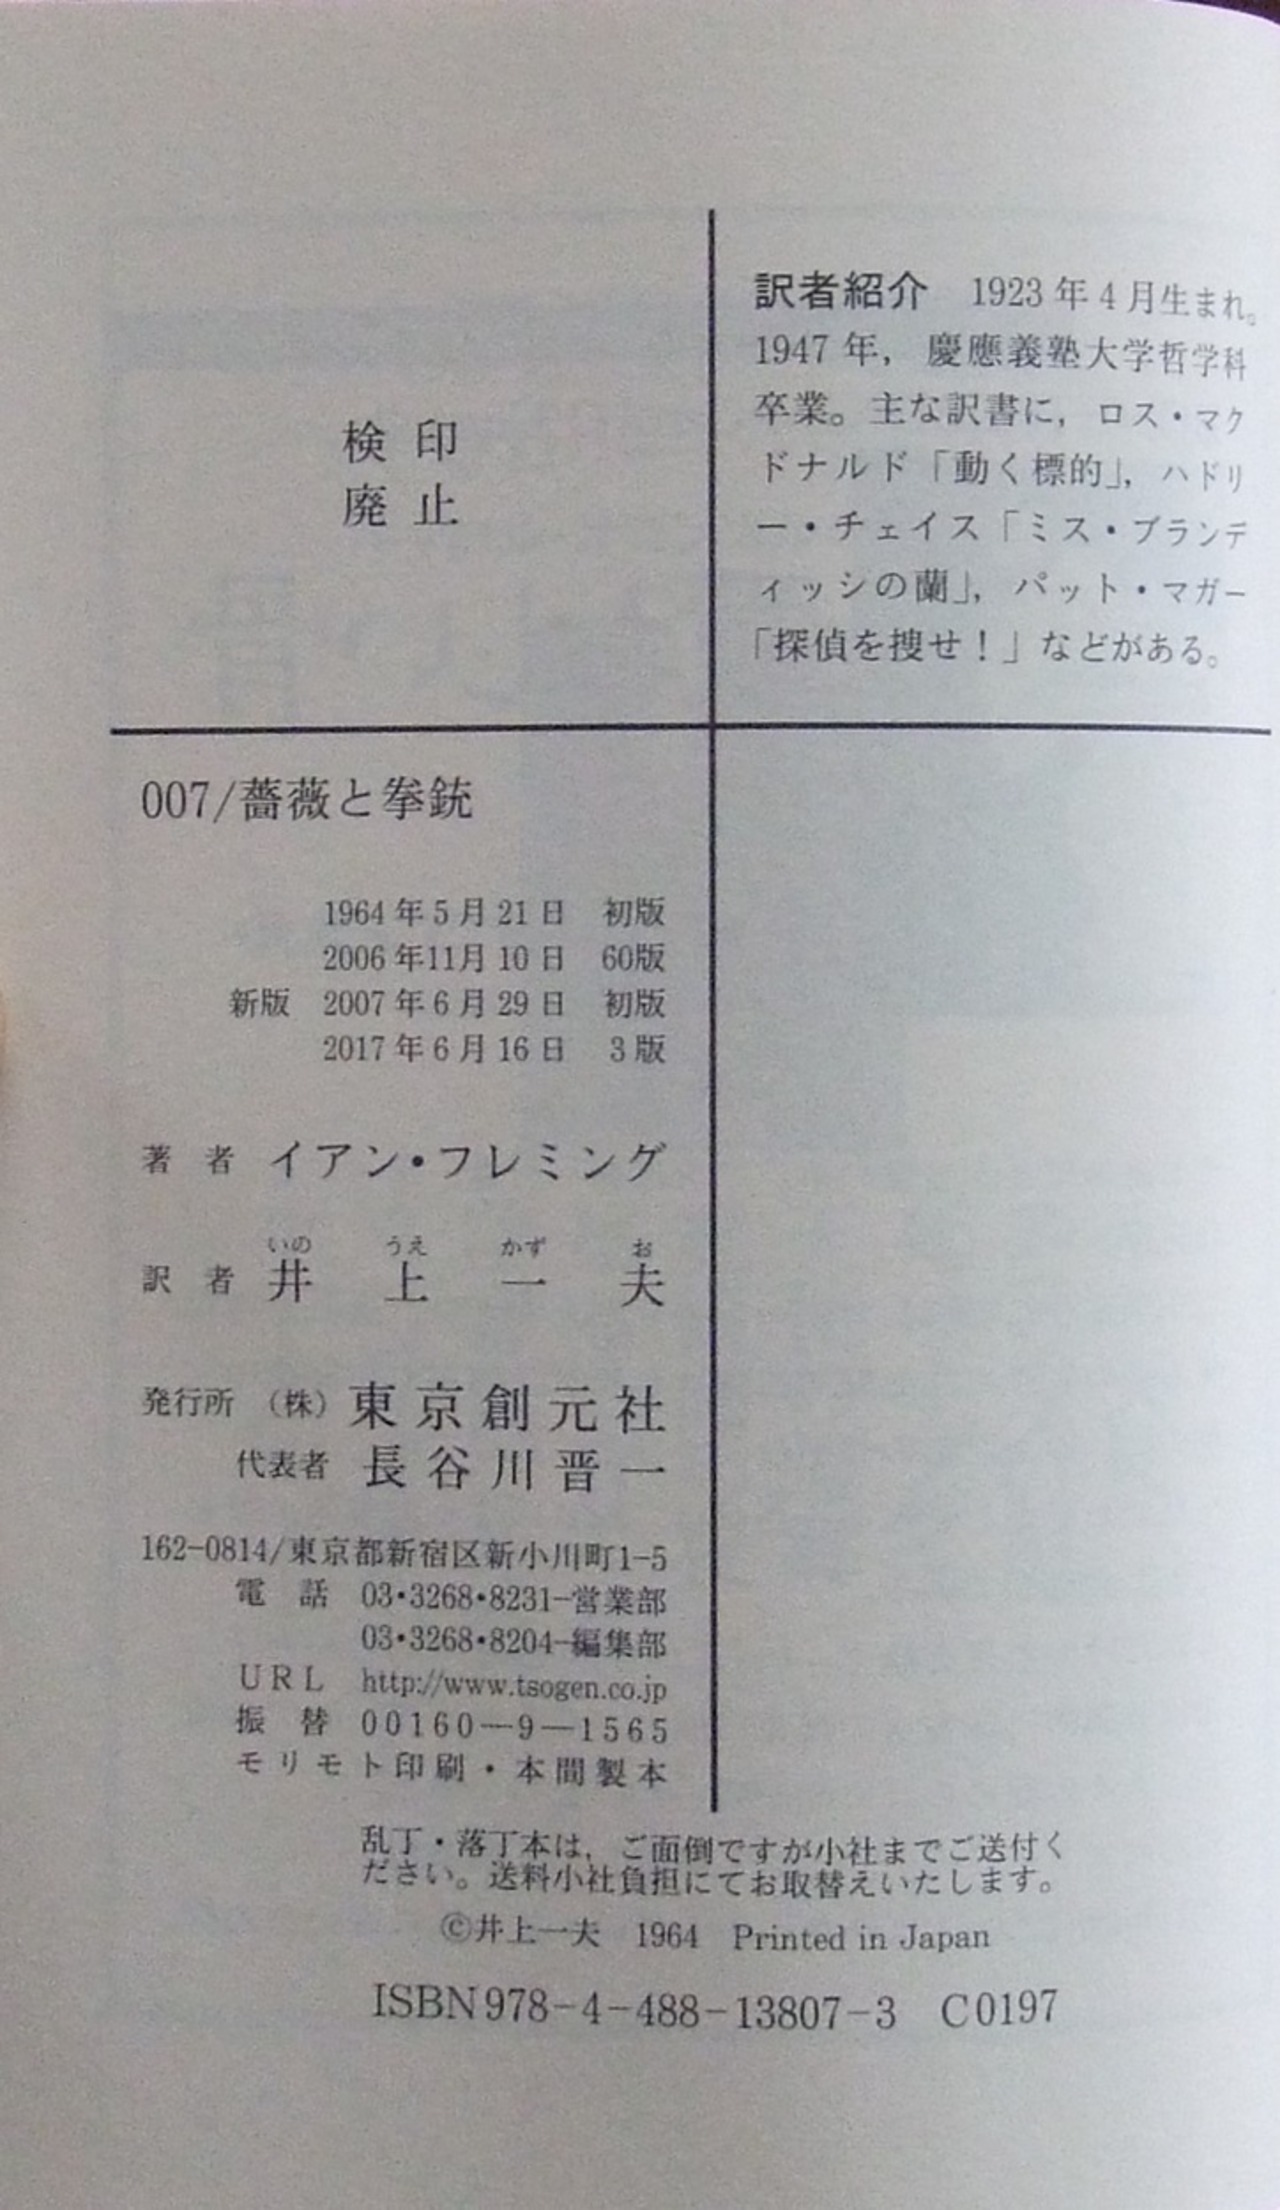 訳者紹介　1923年4月生まれ。
1947年，慶應義塾大学哲学科
卒業。主な訳書に，ロス・マク
ドナルド「動く標的」，ハドリ
ー・チェイス「ミス・ブランデ
ィッシの蘭」，パット・マガー
「探偵を捜せ！」などがある。
検印
廃止
007/薔薇と拳銃
1964年5月21日　初版
2006年11月10日　60版
新版　2007年6月29日　初版
2017年6月16日　3版
著者　イアン・フレミング
いの　うえ　かず　お
訳者　井上一夫
発行所　（株）東京創元社
代表者　長谷川晋一
162-0814/東京都新宿区新小川町1-5
電話　03・3268・8231-営業部
03・3268・8204-編集部
URL　http://www.tsogen.co.jp
振替　00160―9―1565
モリモト印刷・本間製本
乱丁・落丁本は，ご面倒ですが小社までご送付く
ださい。送料小社負担にてお取替えいたします。
©井上一夫　1964　Printed in Japan
ISBN978-4-488-13807-3　C0197